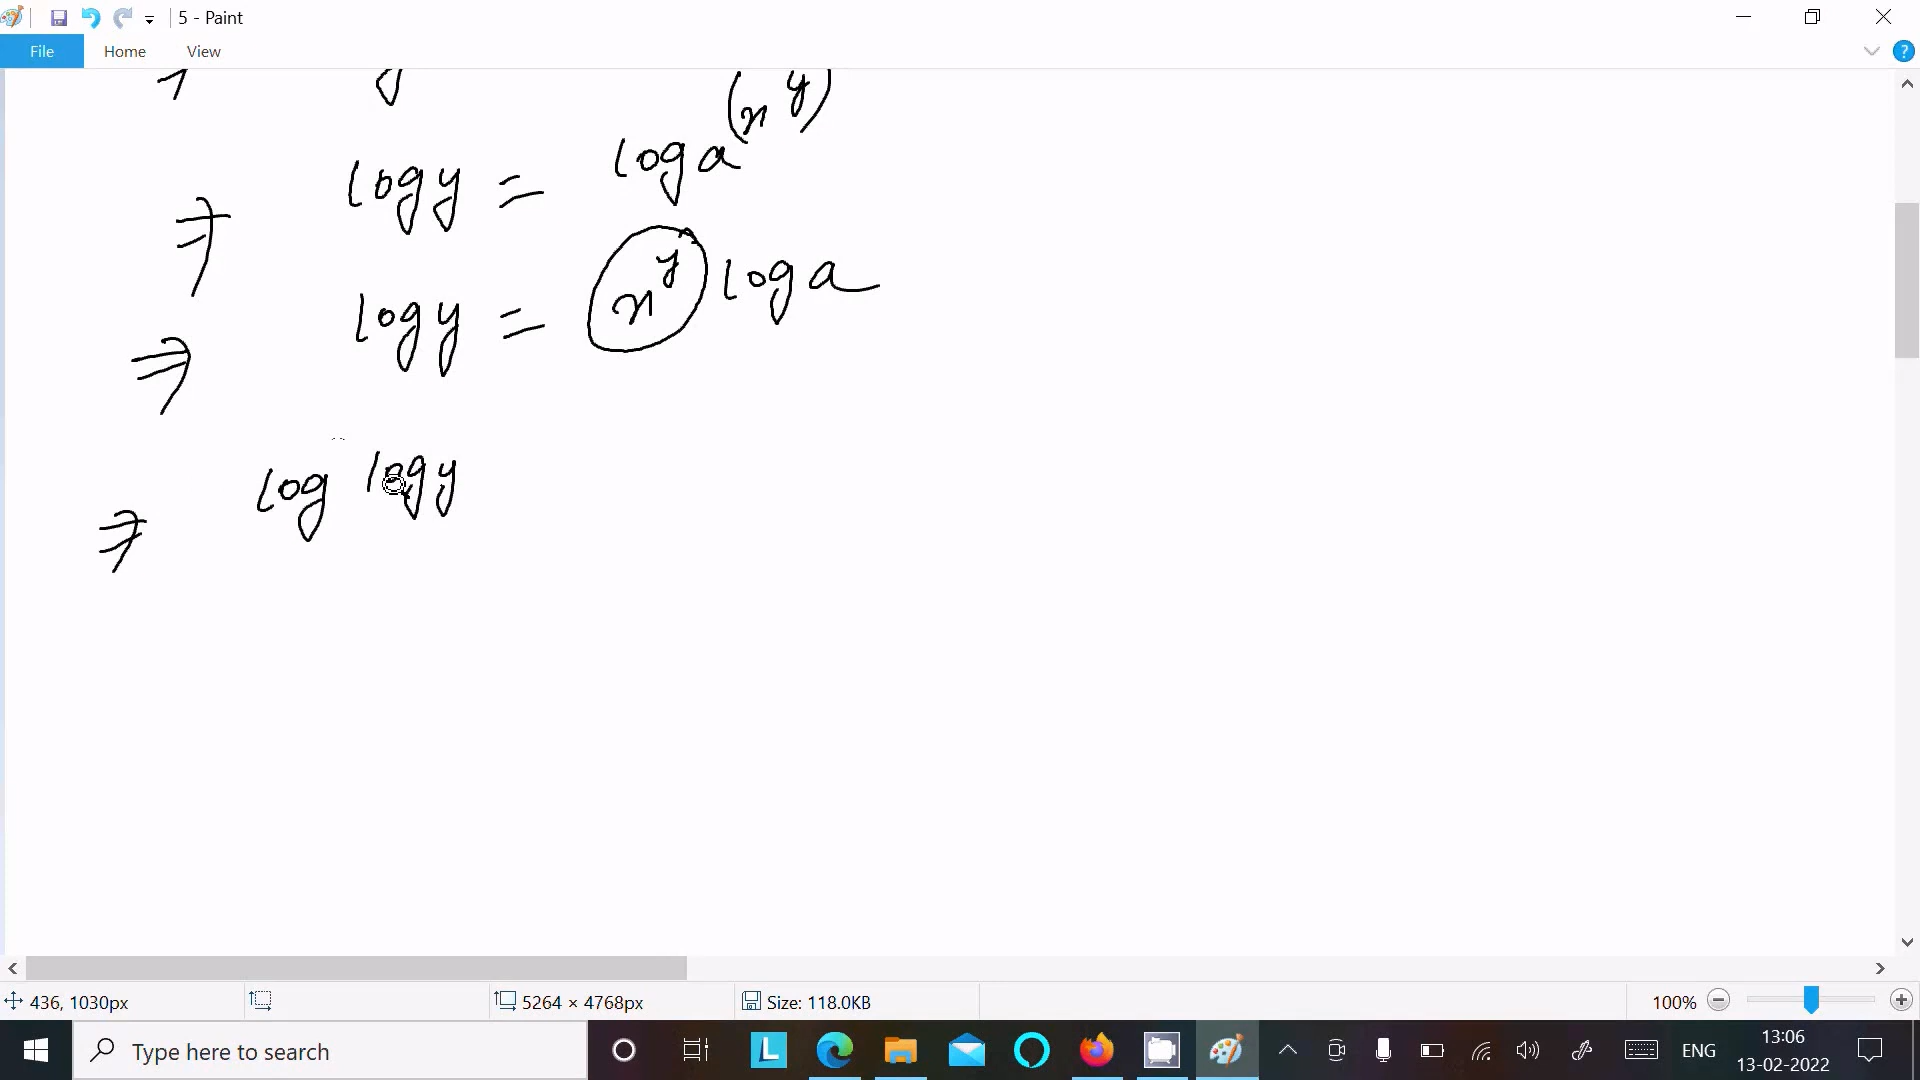 5 - Paint
File Home View
⇒ log y = log a^(x^y)
⇒ log y = x^y log a
⇒ log log y
436, 1030px 5264 × 4768px Size: 118.0KB 100%
Type here to search L ENG 13:06
13-02-2022